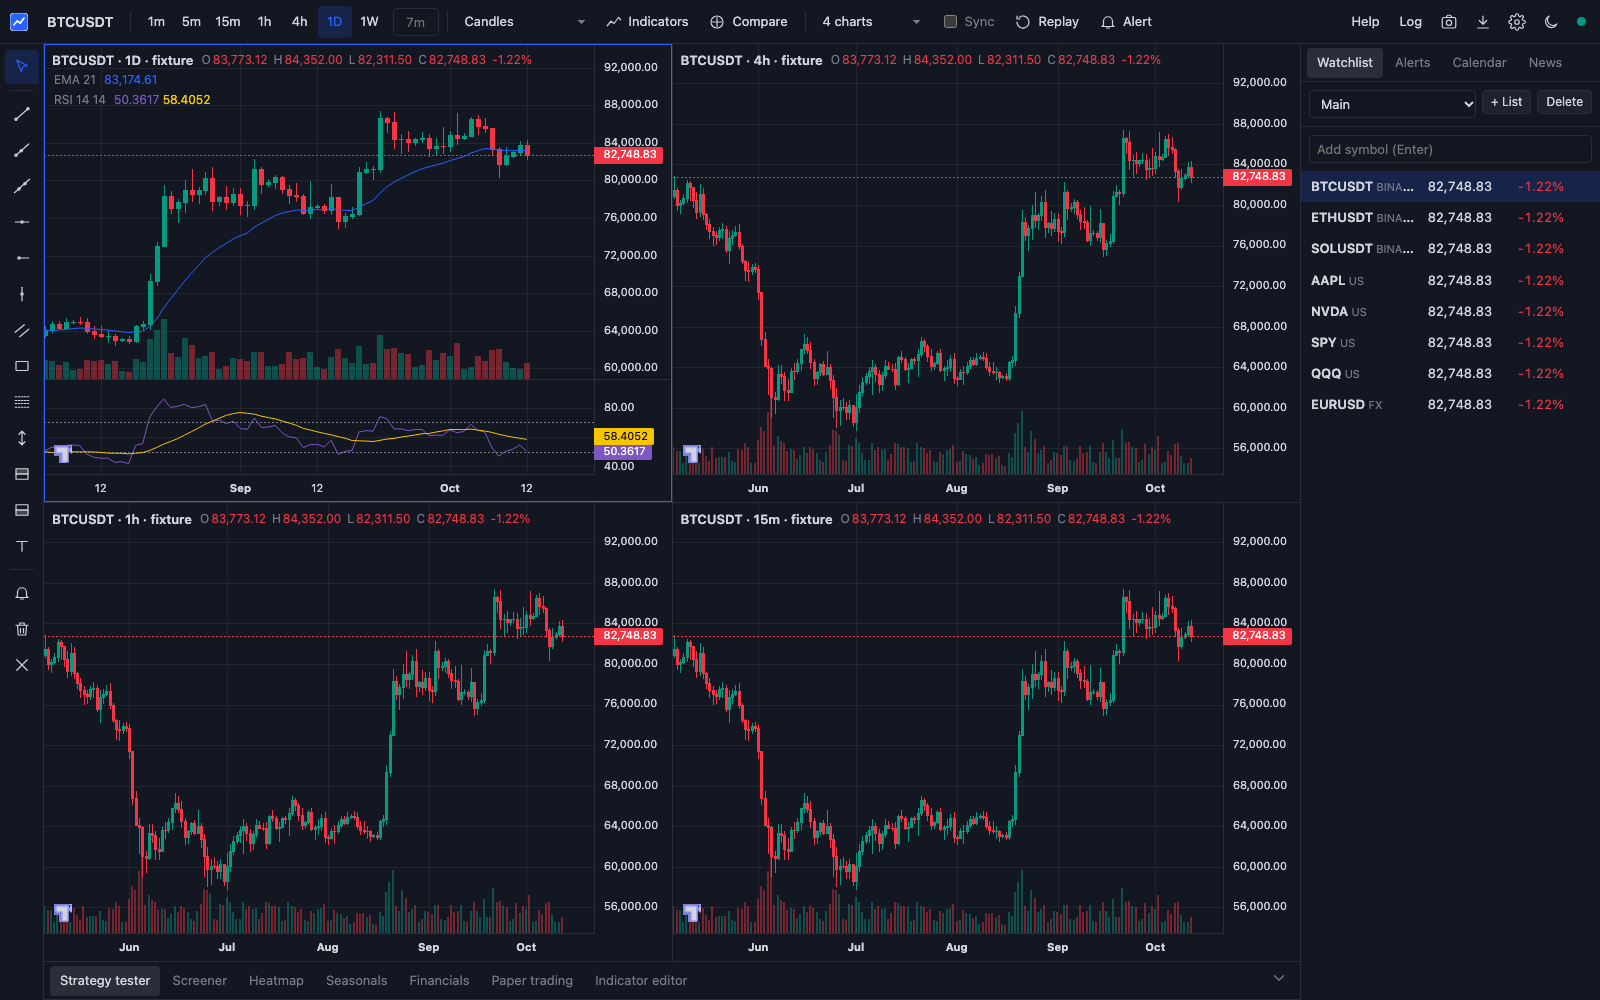 BTCUSDT 1m 5m 15m 1h 4h 1D 1W 7m Candles Indicators Compare 4 charts Sync Replay Alert Help Log
BTCUSDT · 1D · fixture O83,773.12 H84,352.00 L82,311.50 C82,748.83 -1.22%
EMA 21 83,174.61
RSI 14 14 50.3617 58.4052
92,000.00
88,000.00
84,000.00
82,748.83
80,000.00
76,000.00
72,000.00
68,000.00
64,000.00
60,000.00
80.00
58.4052
50.3617
40.00
12 Sep 12 Oct 12
BTCUSDT · 4h · fixture O83,773.12 H84,352.00 L82,311.50 C82,748.83 -1.22%
92,000.00
88,000.00
84,000.00
82,748.83
80,000.00
76,000.00
72,000.00
68,000.00
64,000.00
60,000.00
56,000.00
Jun Jul Aug Sep Oct
BTCUSDT · 1h · fixture O83,773.12 H84,352.00 L82,311.50 C82,748.83 -1.22%
92,000.00
88,000.00
84,000.00
82,748.83
80,000.00
76,000.00
72,000.00
68,000.00
64,000.00
60,000.00
56,000.00
Jun Jul Aug Sep Oct
BTCUSDT · 15m · fixture O83,773.12 H84,352.00 L82,311.50 C82,748.83 -1.22%
92,000.00
88,000.00
84,000.00
82,748.83
80,000.00
76,000.00
72,000.00
68,000.00
64,000.00
60,000.00
56,000.00
Jun Jul Aug Sep Oct
Watchlist Alerts Calendar News
Main + List Delete
Add symbol (Enter)
BTCUSDT BINA... 82,748.83 -1.22%
ETHUSDT BINA... 82,748.83 -1.22%
SOLUSDT BINA... 82,748.83 -1.22%
AAPL US 82,748.83 -1.22%
NVDA US 82,748.83 -1.22%
SPY US 82,748.83 -1.22%
QQQ US 82,748.83 -1.22%
EURUSD FX 82,748.83 -1.22%
Strategy tester Screener Heatmap Seasonals Financials Paper trading Indicator editor